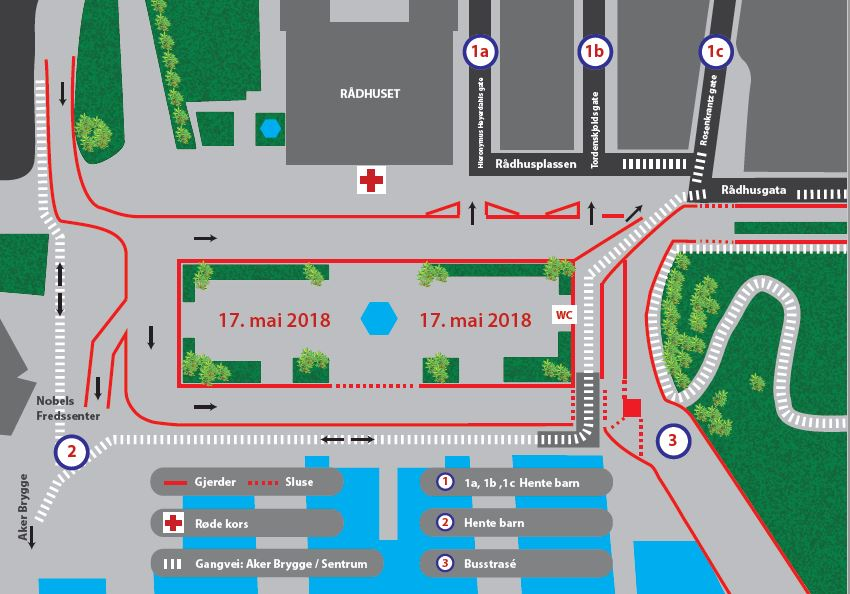 1a
1b
1c
RÅDHUSET
Hieronymus Heyerdahls gate
Tordenskjolds gate
Rosenkrantz gate
Rådhusplassen
Rådhusgata
17. mai 2018
17. mai 2018
WC
Nobels
Fredssenter
2
3
Aker Brygge
Gjerder
Sluse
1
1a, 1b ,1c Hente barn
Røde kors
2
Hente barn
Gangvei: Aker Brygge / Sentrum
3
Busstrasé